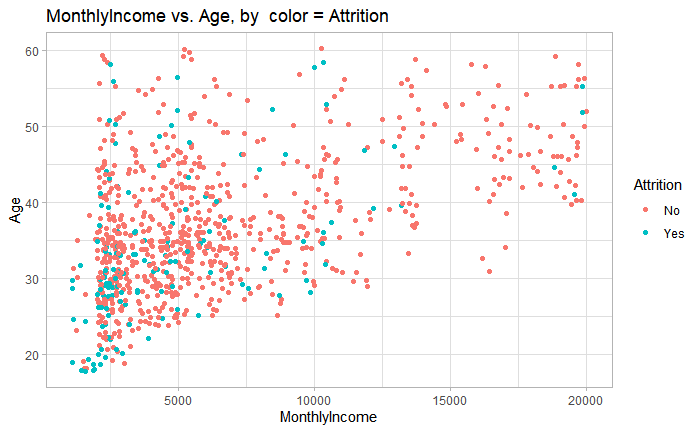 MonthlyIncome vs. Age, by  color = Attrition
60
50
40
30
20
Age
5000
10000
15000
20000
MonthlyIncome
Attrition
No
Yes